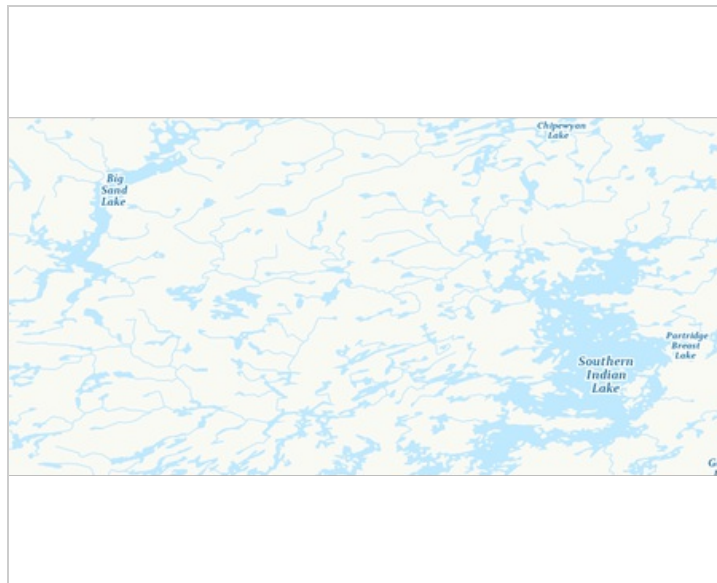 Chipewyan
Lake
Big
Sand
Lake
Partridge
Breast
Lake
Southern
Indian
Lake